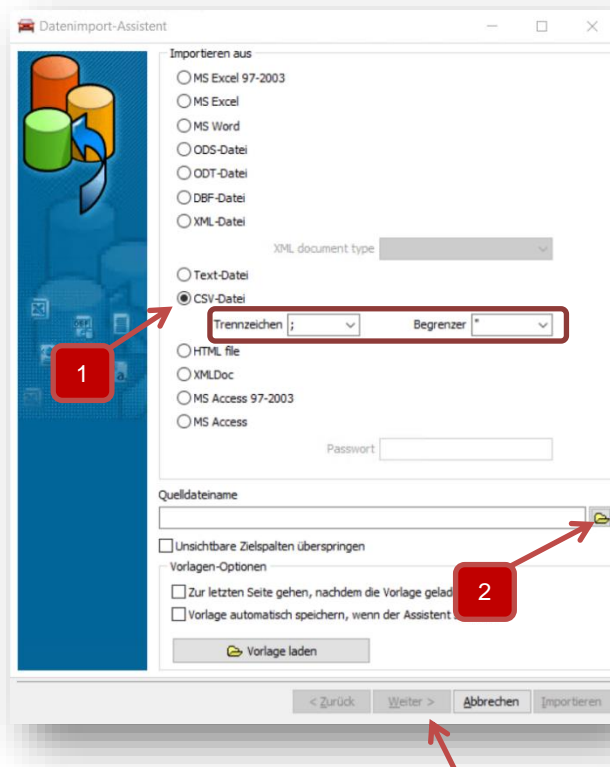 Datenimport-Assistent
Importieren aus
MS Excel 97-2003
MS Excel
MS Word
ODS-Datei
ODT-Datei
DBF-Datei
XML-Datei
XML document type
Text-Datei
CSV-Datei
Trennzeichen ; Begrenzer "
1
HTML file
XMLDoc
MS Access 97-2003
MS Access
Passwort
Quelldateiname
Unsichtbare Zielspalten überspringen
Vorlagen-Optionen
Zur letzten Seite gehen, nachdem die Vorlage gelad
2
Vorlage automatisch speichern, wenn der Assistent
Vorlage laden
< Zurück Weiter > Abbrechen Importieren